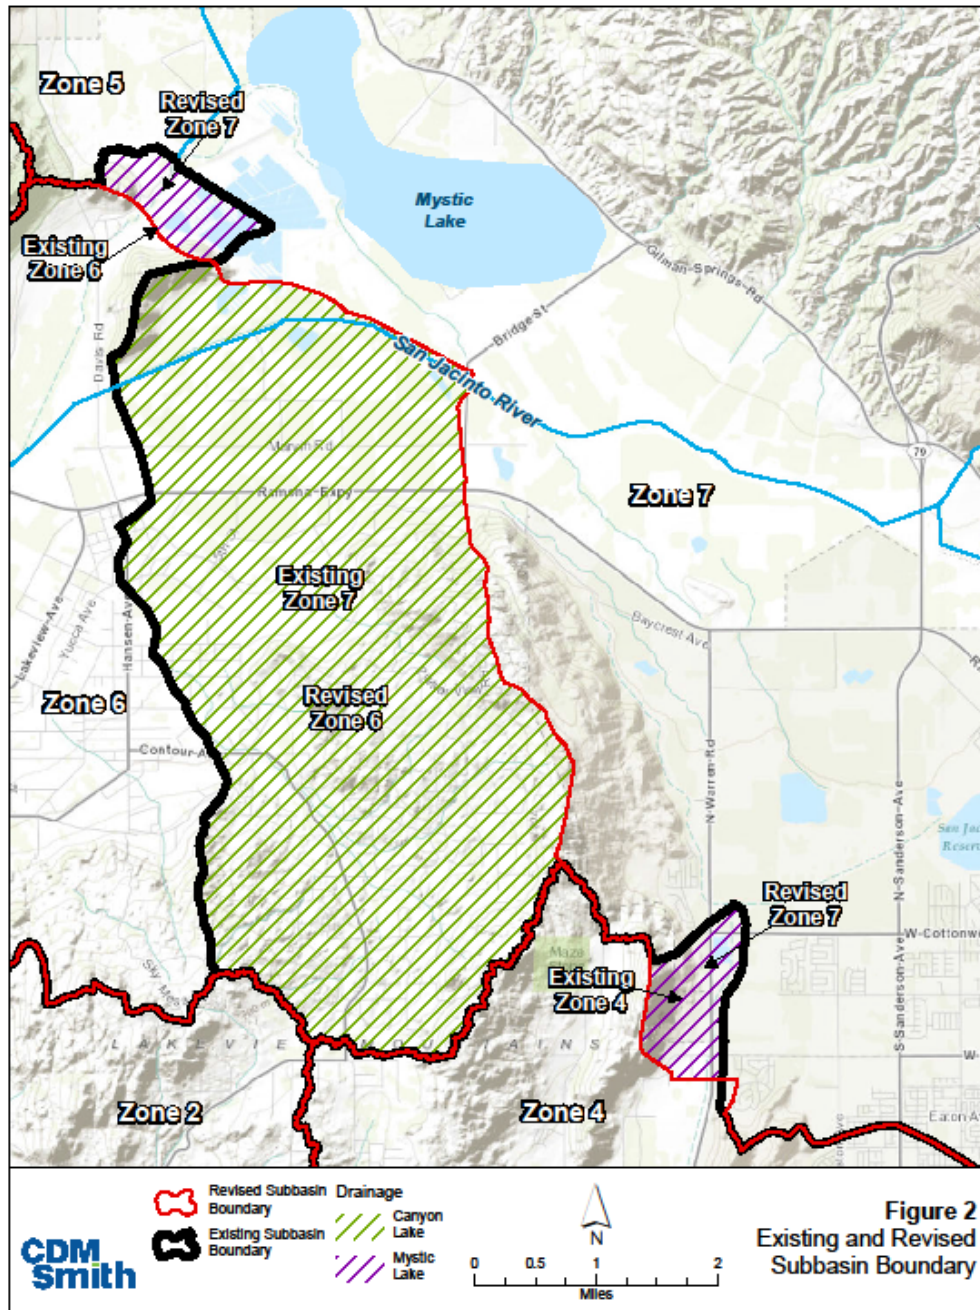 Zone 5
Revised
Zone 7
Mystic
Lake
Existing
Zone 6
Gilman-Springs-Rd
Bridge-St
Davis Rd
San Jacinto River
79
Ramona-Expy
Zone 7
Existing
Zone 7
Lakeview-Ave
Yucca Ave
Hansen-Ave
Baycrest Ave
Revised
Zone 6
Zone 6
N-Warren-Rd
N-Sanderson-Ave
Revised
Zone 7
Existing
Zone 4
S-Sanderson-Ave
LAKEVIE
Zone 2
Zone 4
Revised Subbasin
Boundary
Existing Subbasin
Boundary
Drainage
Canyon
Lake
Mystic
Lake
N
0 0.5 1 2
Miles
CDM
Smith
Figure 2
Existing and Revised
Subbasin Boundary